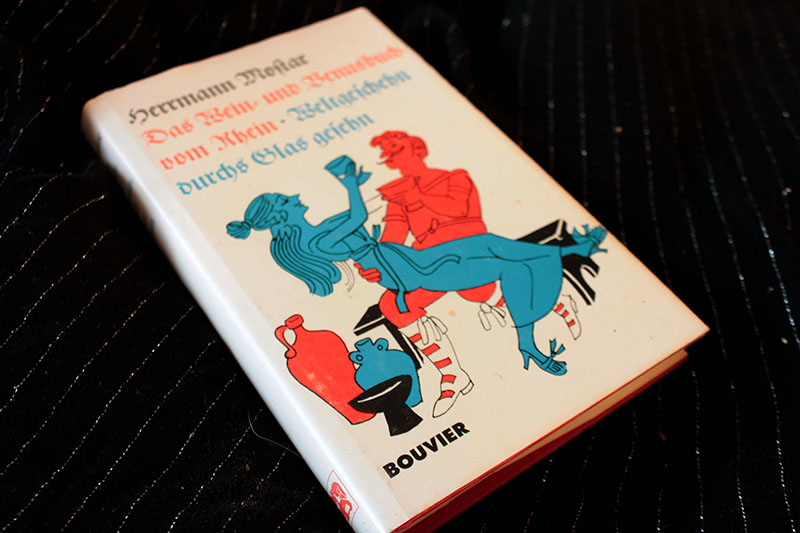 Herrmann Mostar
Das Wein- und Venusbuch
vom Rhein · Weltgeschehn
durchs Glas gesehn
BOUVIER